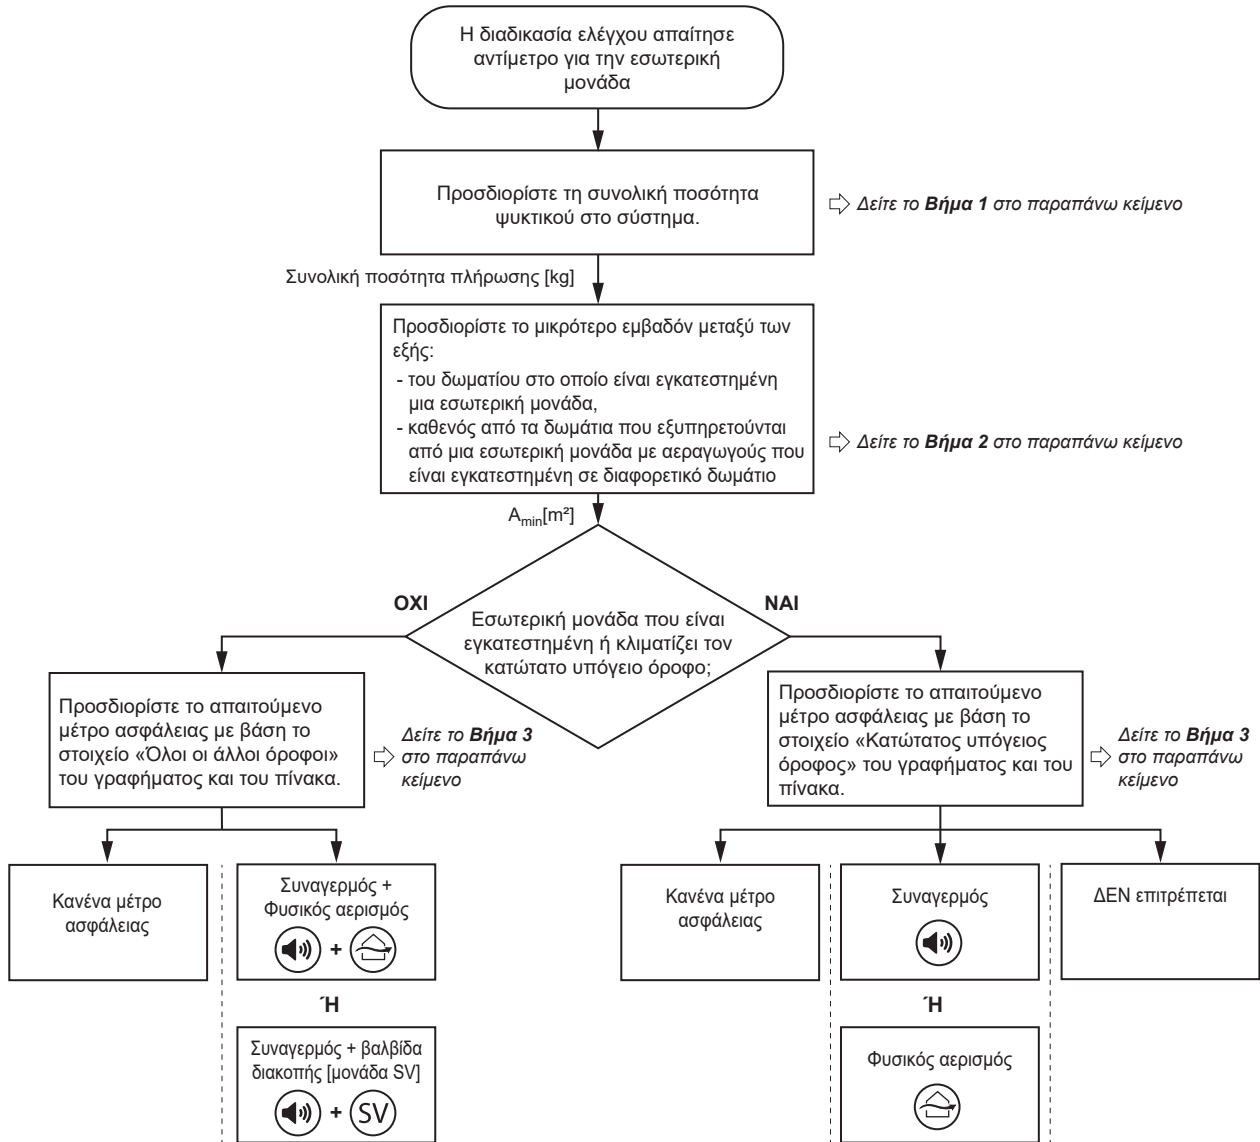 Η διαδικασία ελέγχου απαίτησε
αντίμετρο για την εσωτερική
μονάδα
Προσδιορίστε τη συνολική ποσότητα
ψυκτικού στο σύστημα.
Δείτε το Βήμα 1 στο παραπάνω κείμενο
Συνολική ποσότητα πλήρωσης [kg]
Προσδιορίστε το μικρότερο εμβαδόν μεταξύ των
εξής:
- του δωματίου στο οποίο είναι εγκατεστημένη
μια εσωτερική μονάδα,
- καθενός από τα δωμάτια που εξυπηρετούνται
από μια εσωτερική μονάδα με αεραγωγούς που
είναι εγκατεστημένη σε διαφορετικό δωμάτιο
Δείτε το Βήμα 2 στο παραπάνω κείμενο
Amin[m²]
ΟΧΙ
ΝΑΙ
Εσωτερική μονάδα που είναι
εγκατεστημένη ή κλιματίζει τον
κατώτατο υπόγειο όροφο;
Προσδιορίστε το απαιτούμενο
μέτρο ασφάλειας με βάση το
στοιχείο «Όλοι οι άλλοι όροφοι»
του γραφήματος και του πίνακα.
Δείτε το Βήμα 3
στο παραπάνω
κείμενο
Προσδιορίστε το απαιτούμενο
μέτρο ασφάλειας με βάση το
στοιχείο «Κατώτατος υπόγειος
όροφος» του γραφήματος και του
πίνακα.
Δείτε το Βήμα 3
στο παραπάνω
κείμενο
Κανένα μέτρο
ασφάλειας
Συναγερμός +
Φυσικός αερισμός
+
Ή
Συναγερμός + βαλβίδα
διακοπής [μονάδα SV]
+ SV
Κανένα μέτρο
ασφάλειας
Συναγερμός
Ή
Φυσικός αερισμός
ΔΕΝ επιτρέπεται